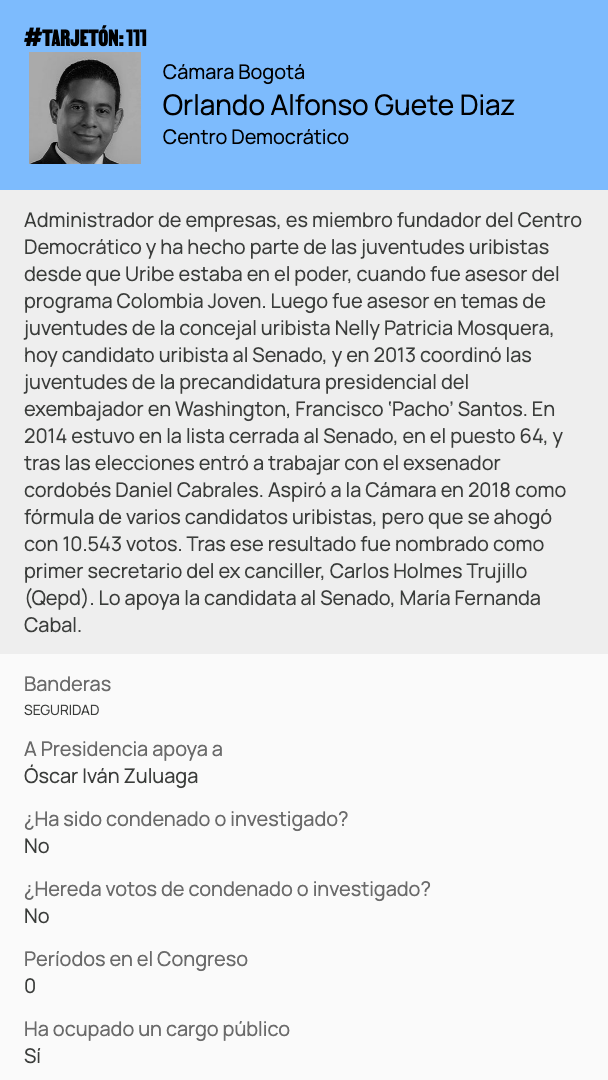 #TARJETÓN: 111
Cámara Bogotá
Orlando Alfonso Guete Diaz
Centro Democrático
Administrador de empresas, es miembro fundador del Centro
Democrático y ha hecho parte de las juventudes uribistas
desde que Uribe estaba en el poder, cuando fue asesor del
programa Colombia Joven. Luego fue asesor en temas de
juventudes de la concejal uribista Nelly Patricia Mosquera,
hoy candidato uribista al Senado, y en 2013 coordinó las
juventudes de la precandidatura presidencial del
exembajador en Washington, Francisco ‘Pacho’ Santos. En
2014 estuvo en la lista cerrada al Senado, en el puesto 64, y
tras las elecciones entró a trabajar con el exsenador
cordobés Daniel Cabrales. Aspiró a la Cámara en 2018 como
fórmula de varios candidatos uribistas, pero que se ahogó
con 10.543 votos. Tras ese resultado fue nombrado como
primer secretario del ex canciller, Carlos Holmes Trujillo
(Qepd). Lo apoya la candidata al Senado, María Fernanda
Cabal.
Banderas
SEGURIDAD
A Presidencia apoya a
Óscar Iván Zuluaga
¿Ha sido condenado o investigado?
No
¿Hereda votos de condenado o investigado?
No
Períodos en el Congreso
0
Ha ocupado un cargo público
Sí